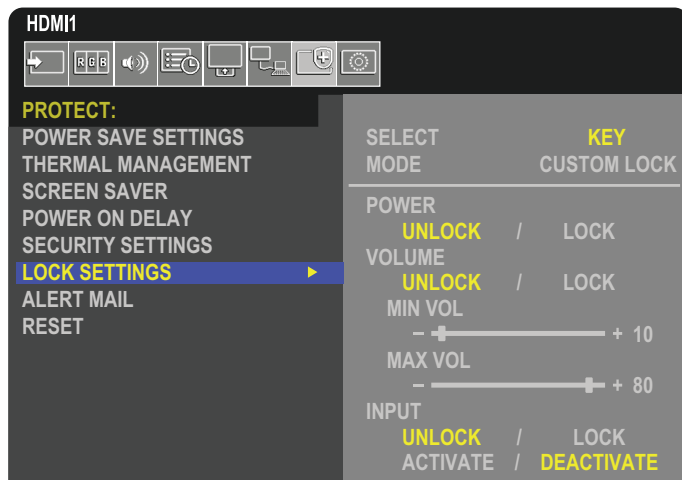 HDMI1
R G B
PROTECT:
POWER SAVE SETTINGS
THERMAL MANAGEMENT
SCREEN SAVER
POWER ON DELAY
SECURITY SETTINGS
LOCK SETTINGS
ALERT MAIL
RESET
SELECT KEY
MODE CUSTOM LOCK
POWER
UNLOCK / LOCK
VOLUME
UNLOCK / LOCK
MIN VOL
− + 10
MAX VOL
− + 80
INPUT
UNLOCK / LOCK
ACTIVATE / DEACTIVATE